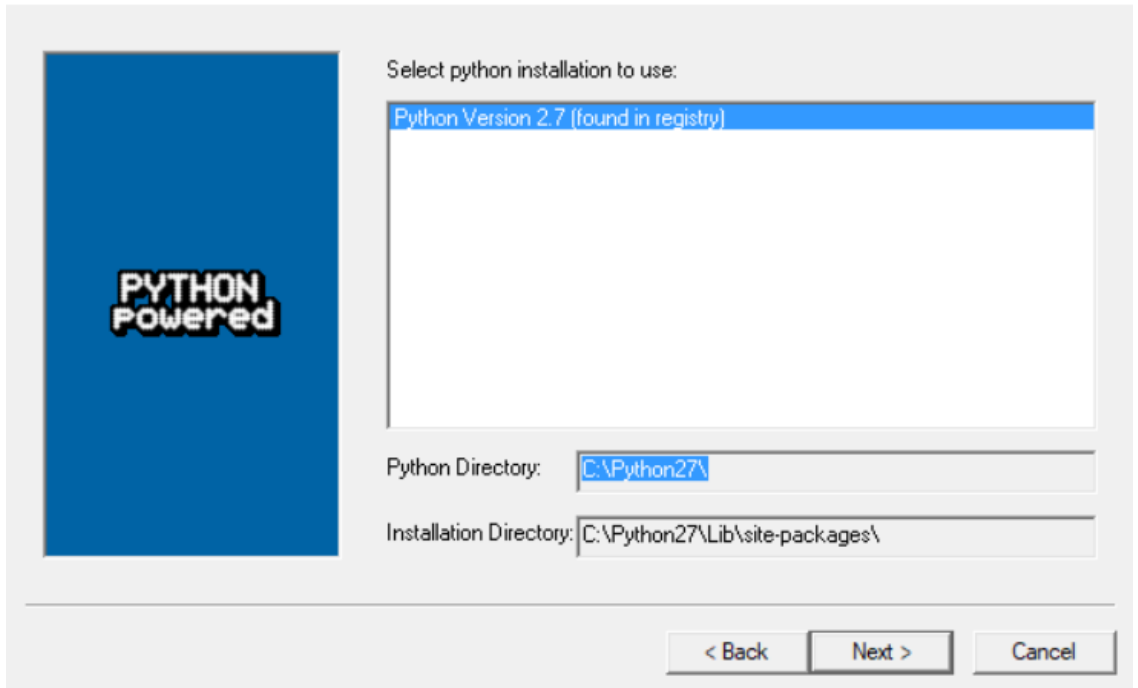 Select python installation to use:
Python Version 2.7 (found in registry)
PYTHON
powered
Python Directory: C:\Python27\
Installation Directory: C:\Python27\Lib\site-packages\
< Back Next > Cancel